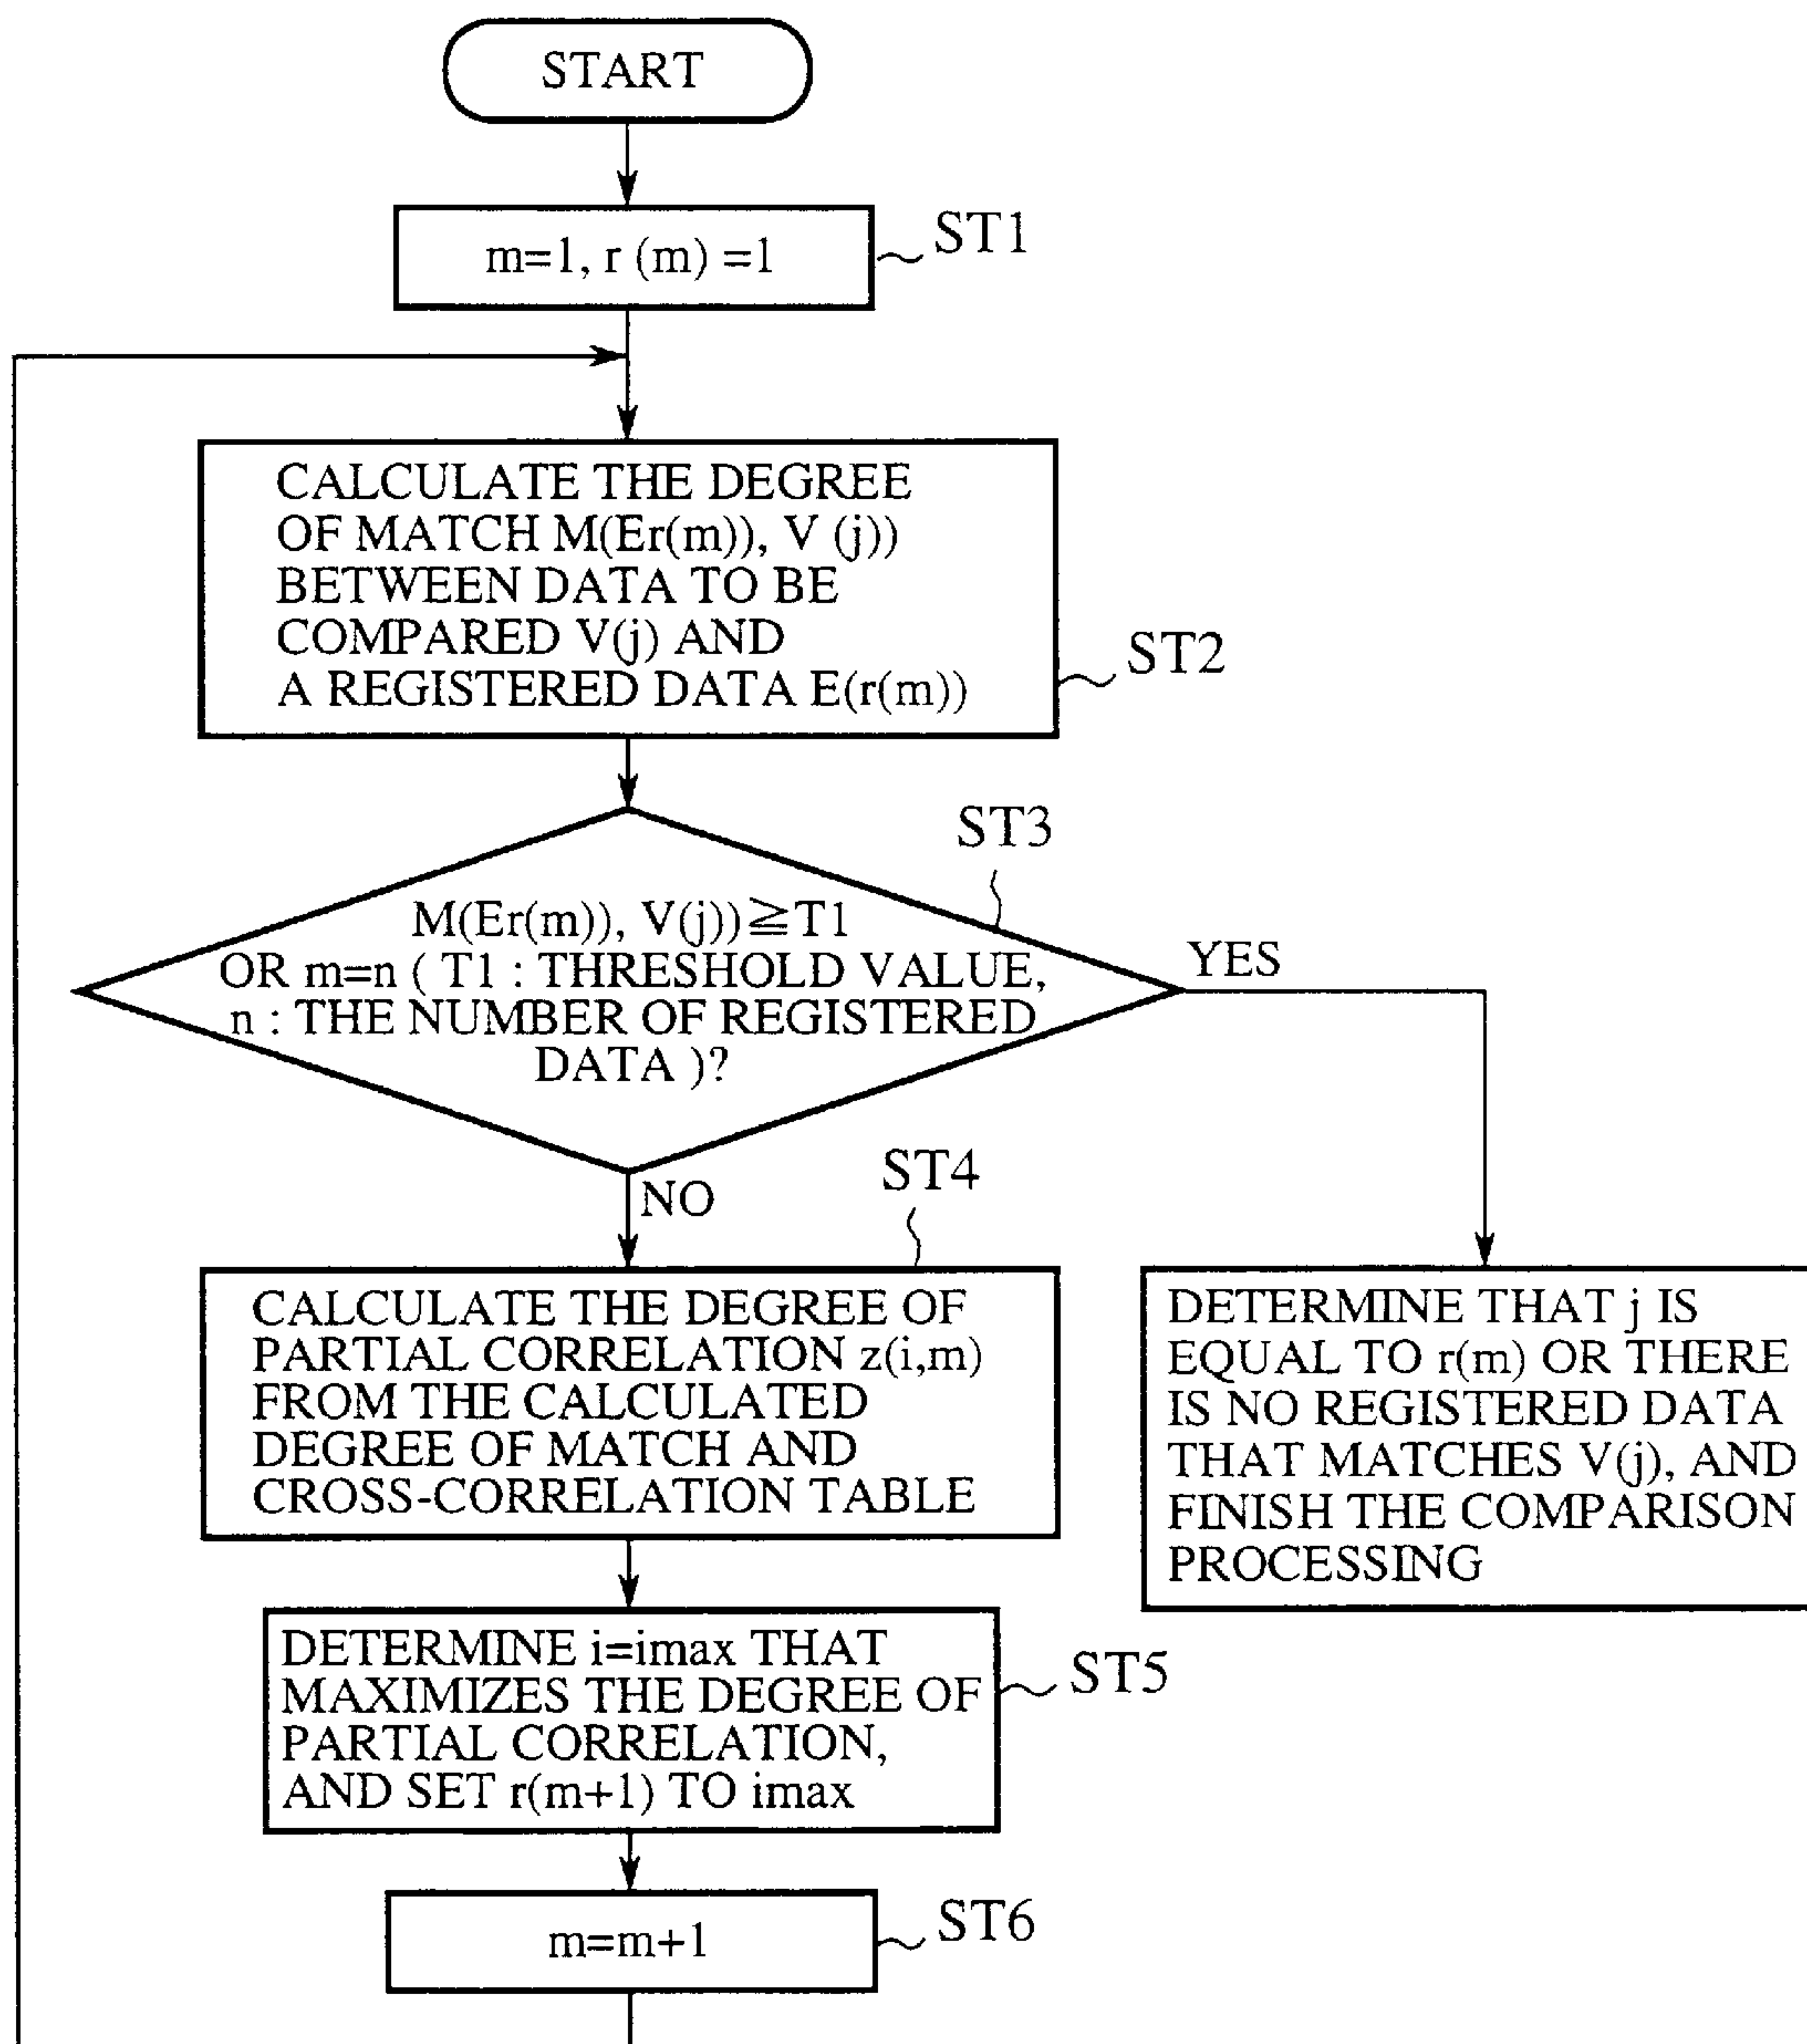 START
m=1, r (m) =1
ST1
CALCULATE THE DEGREE
OF MATCH M(Er(m)), V (j))
BETWEEN DATA TO BE
COMPARED V(j) AND
A REGISTERED DATA E(r(m))
ST2
ST3
M(Er(m)), V(j))≧T1
OR m=n ( T1 : THRESHOLD VALUE,
n : THE NUMBER OF REGISTERED
DATA )?
YES
NO
ST4
CALCULATE THE DEGREE OF
PARTIAL CORRELATION z(i,m)
FROM THE CALCULATED
DEGREE OF MATCH AND
CROSS-CORRELATION TABLE
DETERMINE THAT j IS
EQUAL TO r(m) OR THERE
IS NO REGISTERED DATA
THAT MATCHES V(j), AND
FINISH THE COMPARISON
PROCESSING
DETERMINE i=imax THAT
MAXIMIZES THE DEGREE OF
PARTIAL CORRELATION,
AND SET r(m+1) TO imax
ST5
m=m+1
ST6